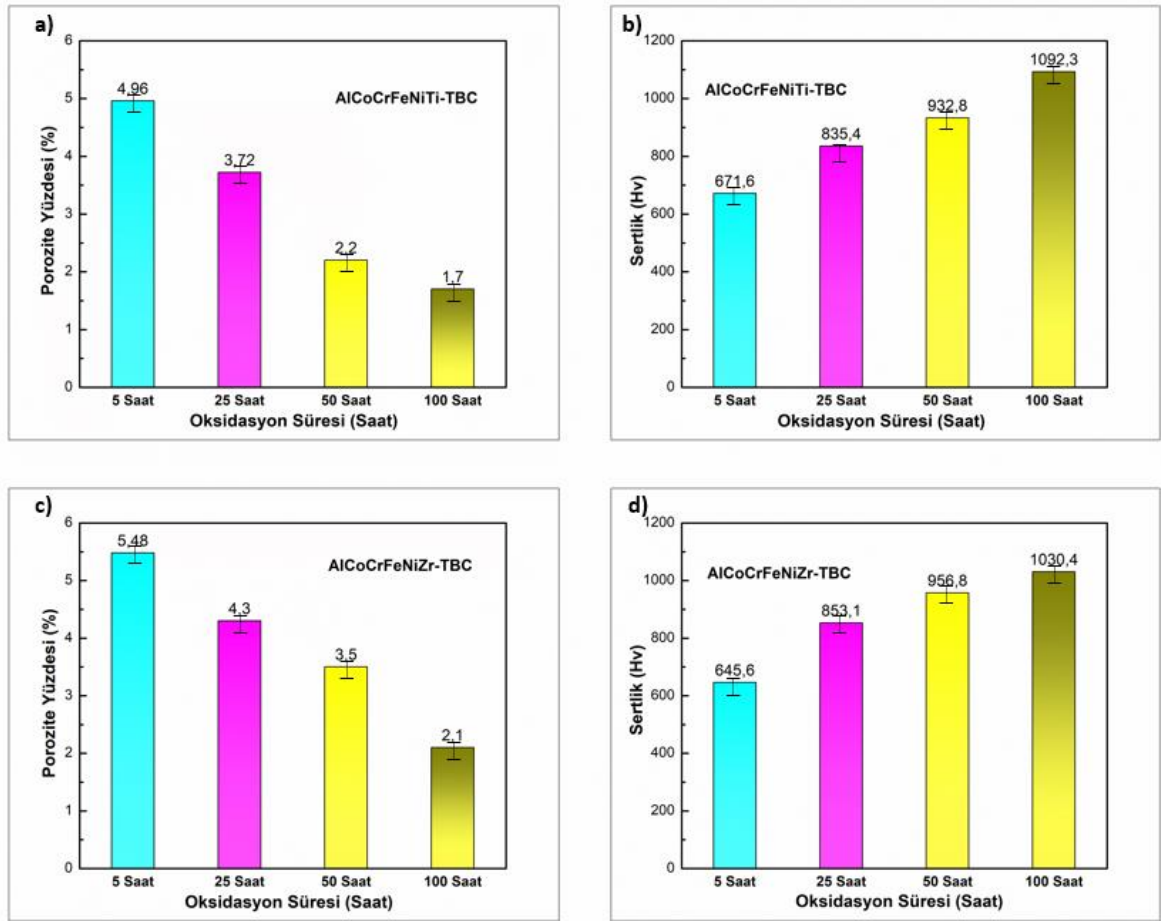 a)
6
5
4
3
2
1
0
Porozite Yüzdesi (%)
AlCoCrFeNiTi-TBC
4,96
3,72
2,2
1,7
5 Saat 25 Saat 50 Saat 100 Saat
Oksidasyon Süresi (Saat)
b)
1200
1000
800
600
400
200
0
Sertlik (Hv)
AlCoCrFeNiTi-TBC
671,6
835,4
932,8
1092,3
5 Saat 25 Saat 50 Saat 100 Saat
Oksidasyon Süresi (Saat)
c)
6
5
4
3
2
1
0
Porozite Yüzdesi (%)
AlCoCrFeNiZr-TBC
5,48
4,3
3,5
2,1
5 Saat 25 Saat 50 Saat 100 Saat
Oksidasyon Süresi (Saat)
d)
1200
1000
800
600
400
200
0
Sertlik (Hv)
AlCoCrFeNiZr-TBC
645,6
853,1
956,8
1030,4
5 Saat 25 Saat 50 Saat 100 Saat
Oksidasyon Süresi (Saat)